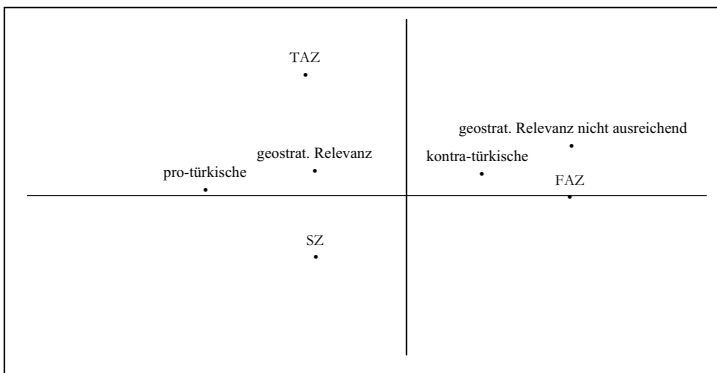 TAZ
geostrat. Relevanz nicht ausreichend
geostrat. Relevanz
kontra-türkische
pro-türkische
FAZ
SZ